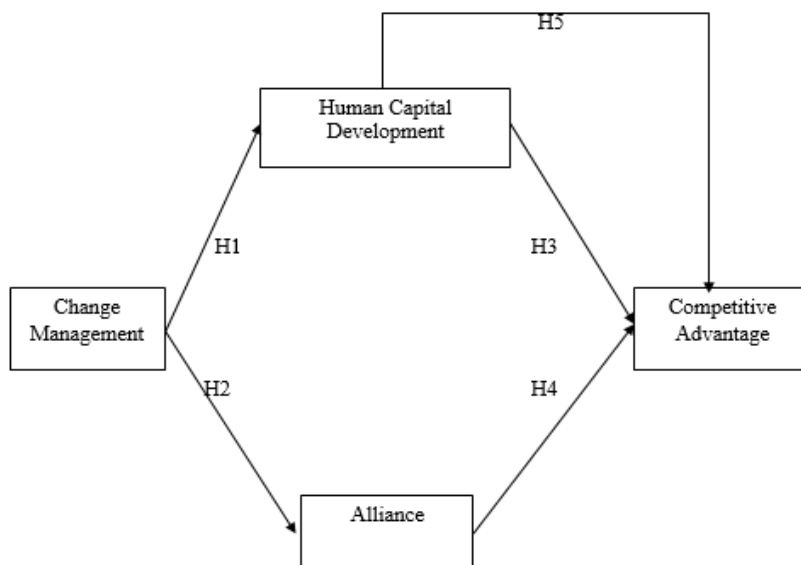 H5
Human Capital
Development
H1
H3
Change
Management
Competitive
Advantage
H2
H4
Alliance